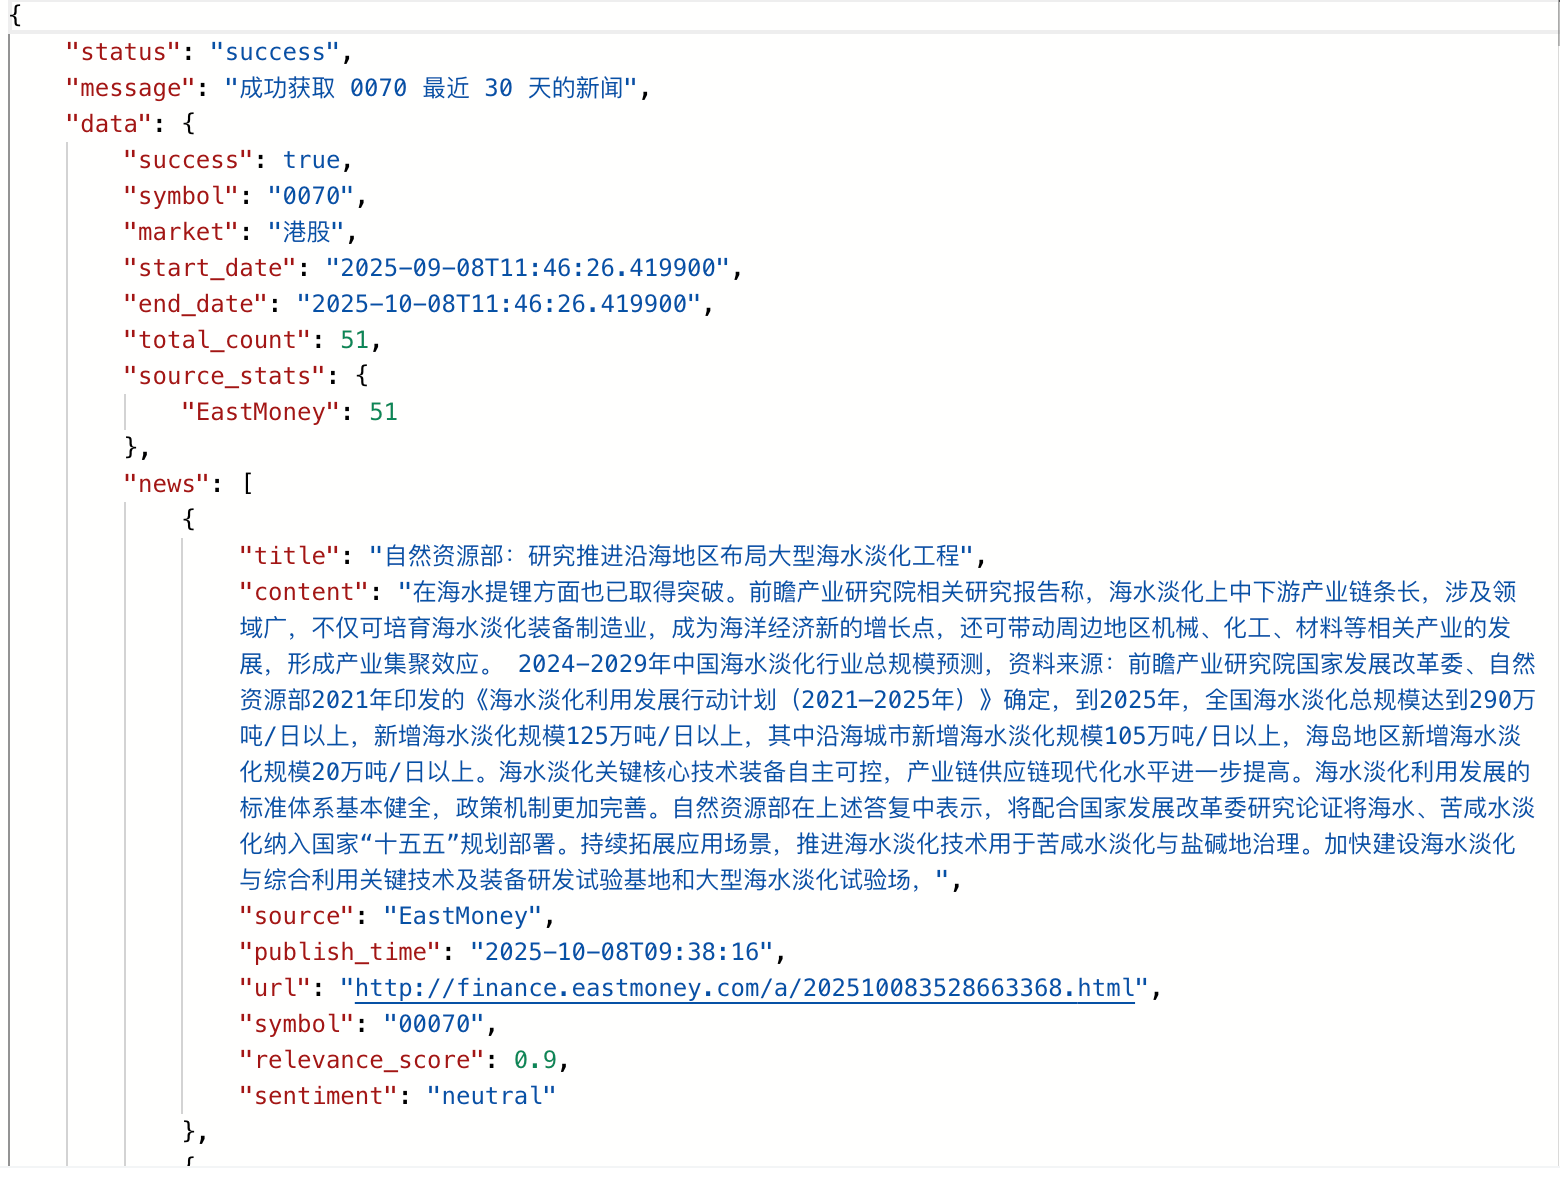 {
"status": "success",
"message": "成功获取 0070 最近 30 天的新闻",
"data": {
"success": true,
"symbol": "0070",
"market": "港股",
"start_date": "2025-09-08T11:46:26.419900",
"end_date": "2025-10-08T11:46:26.419900",
"total_count": 51,
"source_stats": {
"EastMoney": 51
},
"news": [
{
"title": "自然资源部：研究推进沿海地区布局大型海水淡化工程",
"content": "在海水提锂方面也已取得突破。前瞻产业研究院相关研究报告称，海水淡化上中下游产业链条长，涉及领
域广，不仅可培育海水淡化装备制造业，成为海洋经济新的增长点，还可带动周边地区机械、化工、材料等相关产业的发
展，形成产业集聚效应。 2024—2029年中国海水淡化行业总规模预测，资料来源：前瞻产业研究院国家发展改革委、自然
资源部2021年印发的《海水淡化利用发展行动计划（2021—2025年）》确定，到2025年，全国海水淡化总规模达到290万
吨/日以上，新增海水淡化规模125万吨/日以上，其中沿海城市新增海水淡化规模105万吨/日以上，海岛地区新增海水淡
化规模20万吨/日以上。海水淡化关键核心技术装备自主可控，产业链供应链现代化水平进一步提高。海水淡化利用发展的
标准体系基本健全，政策机制更加完善。自然资源部在上述答复中表示，将配合国家发展改革委研究论证将海水、苦咸水淡
化纳入国家“十五五”规划部署。持续拓展应用场景，推进海水淡化技术用于苦咸水淡化与盐碱地治理。加快建设海水淡化
与综合利用关键技术及装备研发试验基地和大型海水淡化试验场，",
"source": "EastMoney",
"publish_time": "2025-10-08T09:38:16",
"url": "http://finance.eastmoney.com/a/202510083528663368.html",
"symbol": "00070",
"relevance_score": 0.9,
"sentiment": "neutral"
},
{